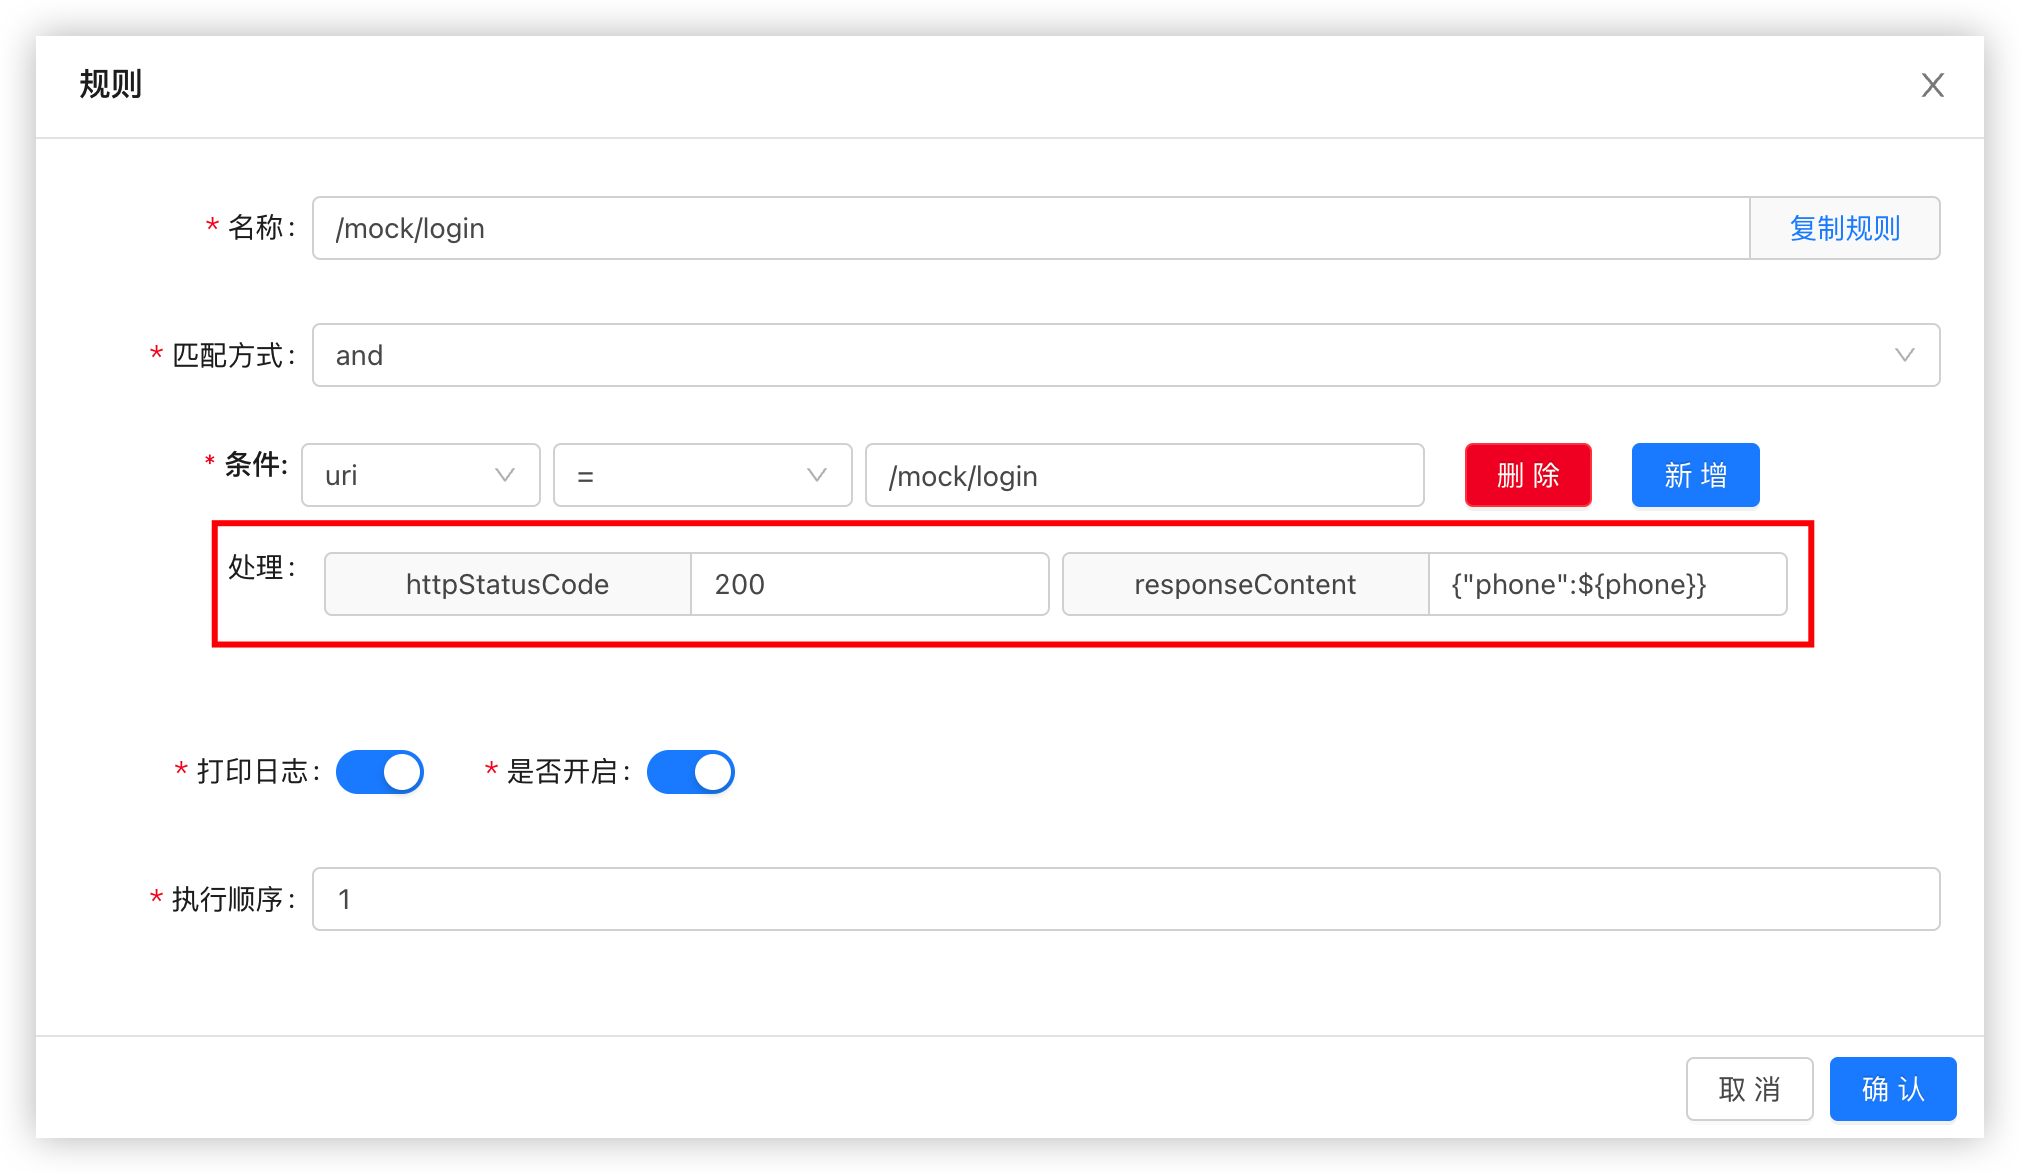 规则
* 名称: /mock/login 复制规则
* 匹配方式: and
* 条件: uri = /mock/login 删 除 新 增
处理: httpStatusCode 200 responseContent {"phone":${phone}}
* 打印日志: * 是否开启:
* 执行顺序: 1
取 消 确 认